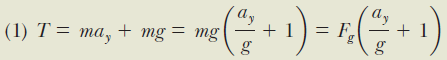 (1) T = ma_y + mg = mg(a_y/g + 1) = F_g(a_y/g + 1)